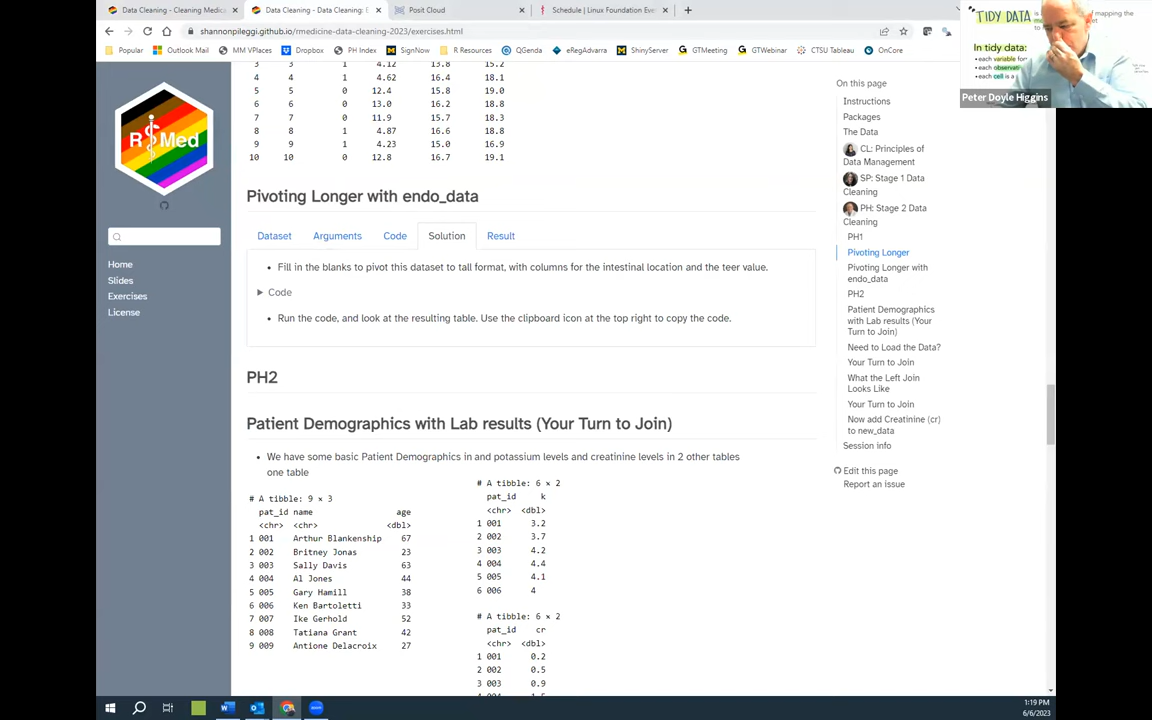 Data Cleaning - Cleaning Medica
Data Cleaning - Data Cleaning: E
Posit Cloud
Schedule | Linux Foundation Eve
shannonpileggi.github.io/medicine-data-cleaning-2023/exercises.html
Popular
Outlook Mail
MM VPlaces
Dropbox
PH Index
SignNow
R Resources
QGenda
eRegAdvarra
ShinyServer
GTMeeting
GTWebinar
CTSU Tableau
OnCore
TIDY DATA
mapping the
In tidy data:
each variable for
each observati
each cell is a
Peter Doyle Higgins
R Med
Home
Slides
Exercises
License
3 3 1 4.12 13.8 15.2
4 4 1 4.62 16.4 18.1
5 5 0 12.4 15.8 19.0
6 6 0 13.0 16.2 18.8
7 7 0 11.9 15.7 18.3
8 8 1 4.87 16.6 18.8
9 9 1 4.23 15.0 16.9
10 10 0 12.8 16.7 19.1
Pivoting Longer with endo_data
Dataset
Arguments
Code
Solution
Result
Fill in the blanks to pivot this dataset to tall format, with columns for the intestinal location and the teer value.
Code
Run the code, and look at the resulting table. Use the clipboard icon at the top right to copy the code.
PH2
Patient Demographics with Lab results (Your Turn to Join)
We have some basic Patient Demographics in and potassium levels and creatinine levels in 2 other tables
one table
# A tibble: 9 × 3
pat_id name age
<chr> <chr> <dbl>
1 001 Arthur Blankenship 67
2 002 Britney Jonas 23
3 003 Sally Davis 63
4 004 Al Jones 44
5 005 Gary Hamill 38
6 006 Ken Bartoletti 33
7 007 Ike Gerhold 52
8 008 Tatiana Grant 42
9 009 Antione Delacroix 27
# A tibble: 6 × 2
pat_id k
<chr> <dbl>
1 001 3.2
2 002 3.7
3 003 4.2
4 004 4.4
5 005 4.1
6 006 4
# A tibble: 6 × 2
pat_id cr
<chr> <dbl>
1 001 0.2
2 002 0.5
3 003 0.9
On this page
Instructions
Packages
The Data
CL: Principles of
Data Management
SP: Stage 1 Data
Cleaning
PH: Stage 2 Data
Cleaning
PH1
Pivoting Longer
Pivoting Longer with
endo_data
PH2
Patient Demographics
with Lab results (Your
Turn to Join)
Need to Load the Data?
Your Turn to Join
What the Left Join
Looks Like
Your Turn to Join
Now add Creatinine (cr)
to new_data
Session info
Edit this page
Report an issue
1:19 PM
6/6/2023